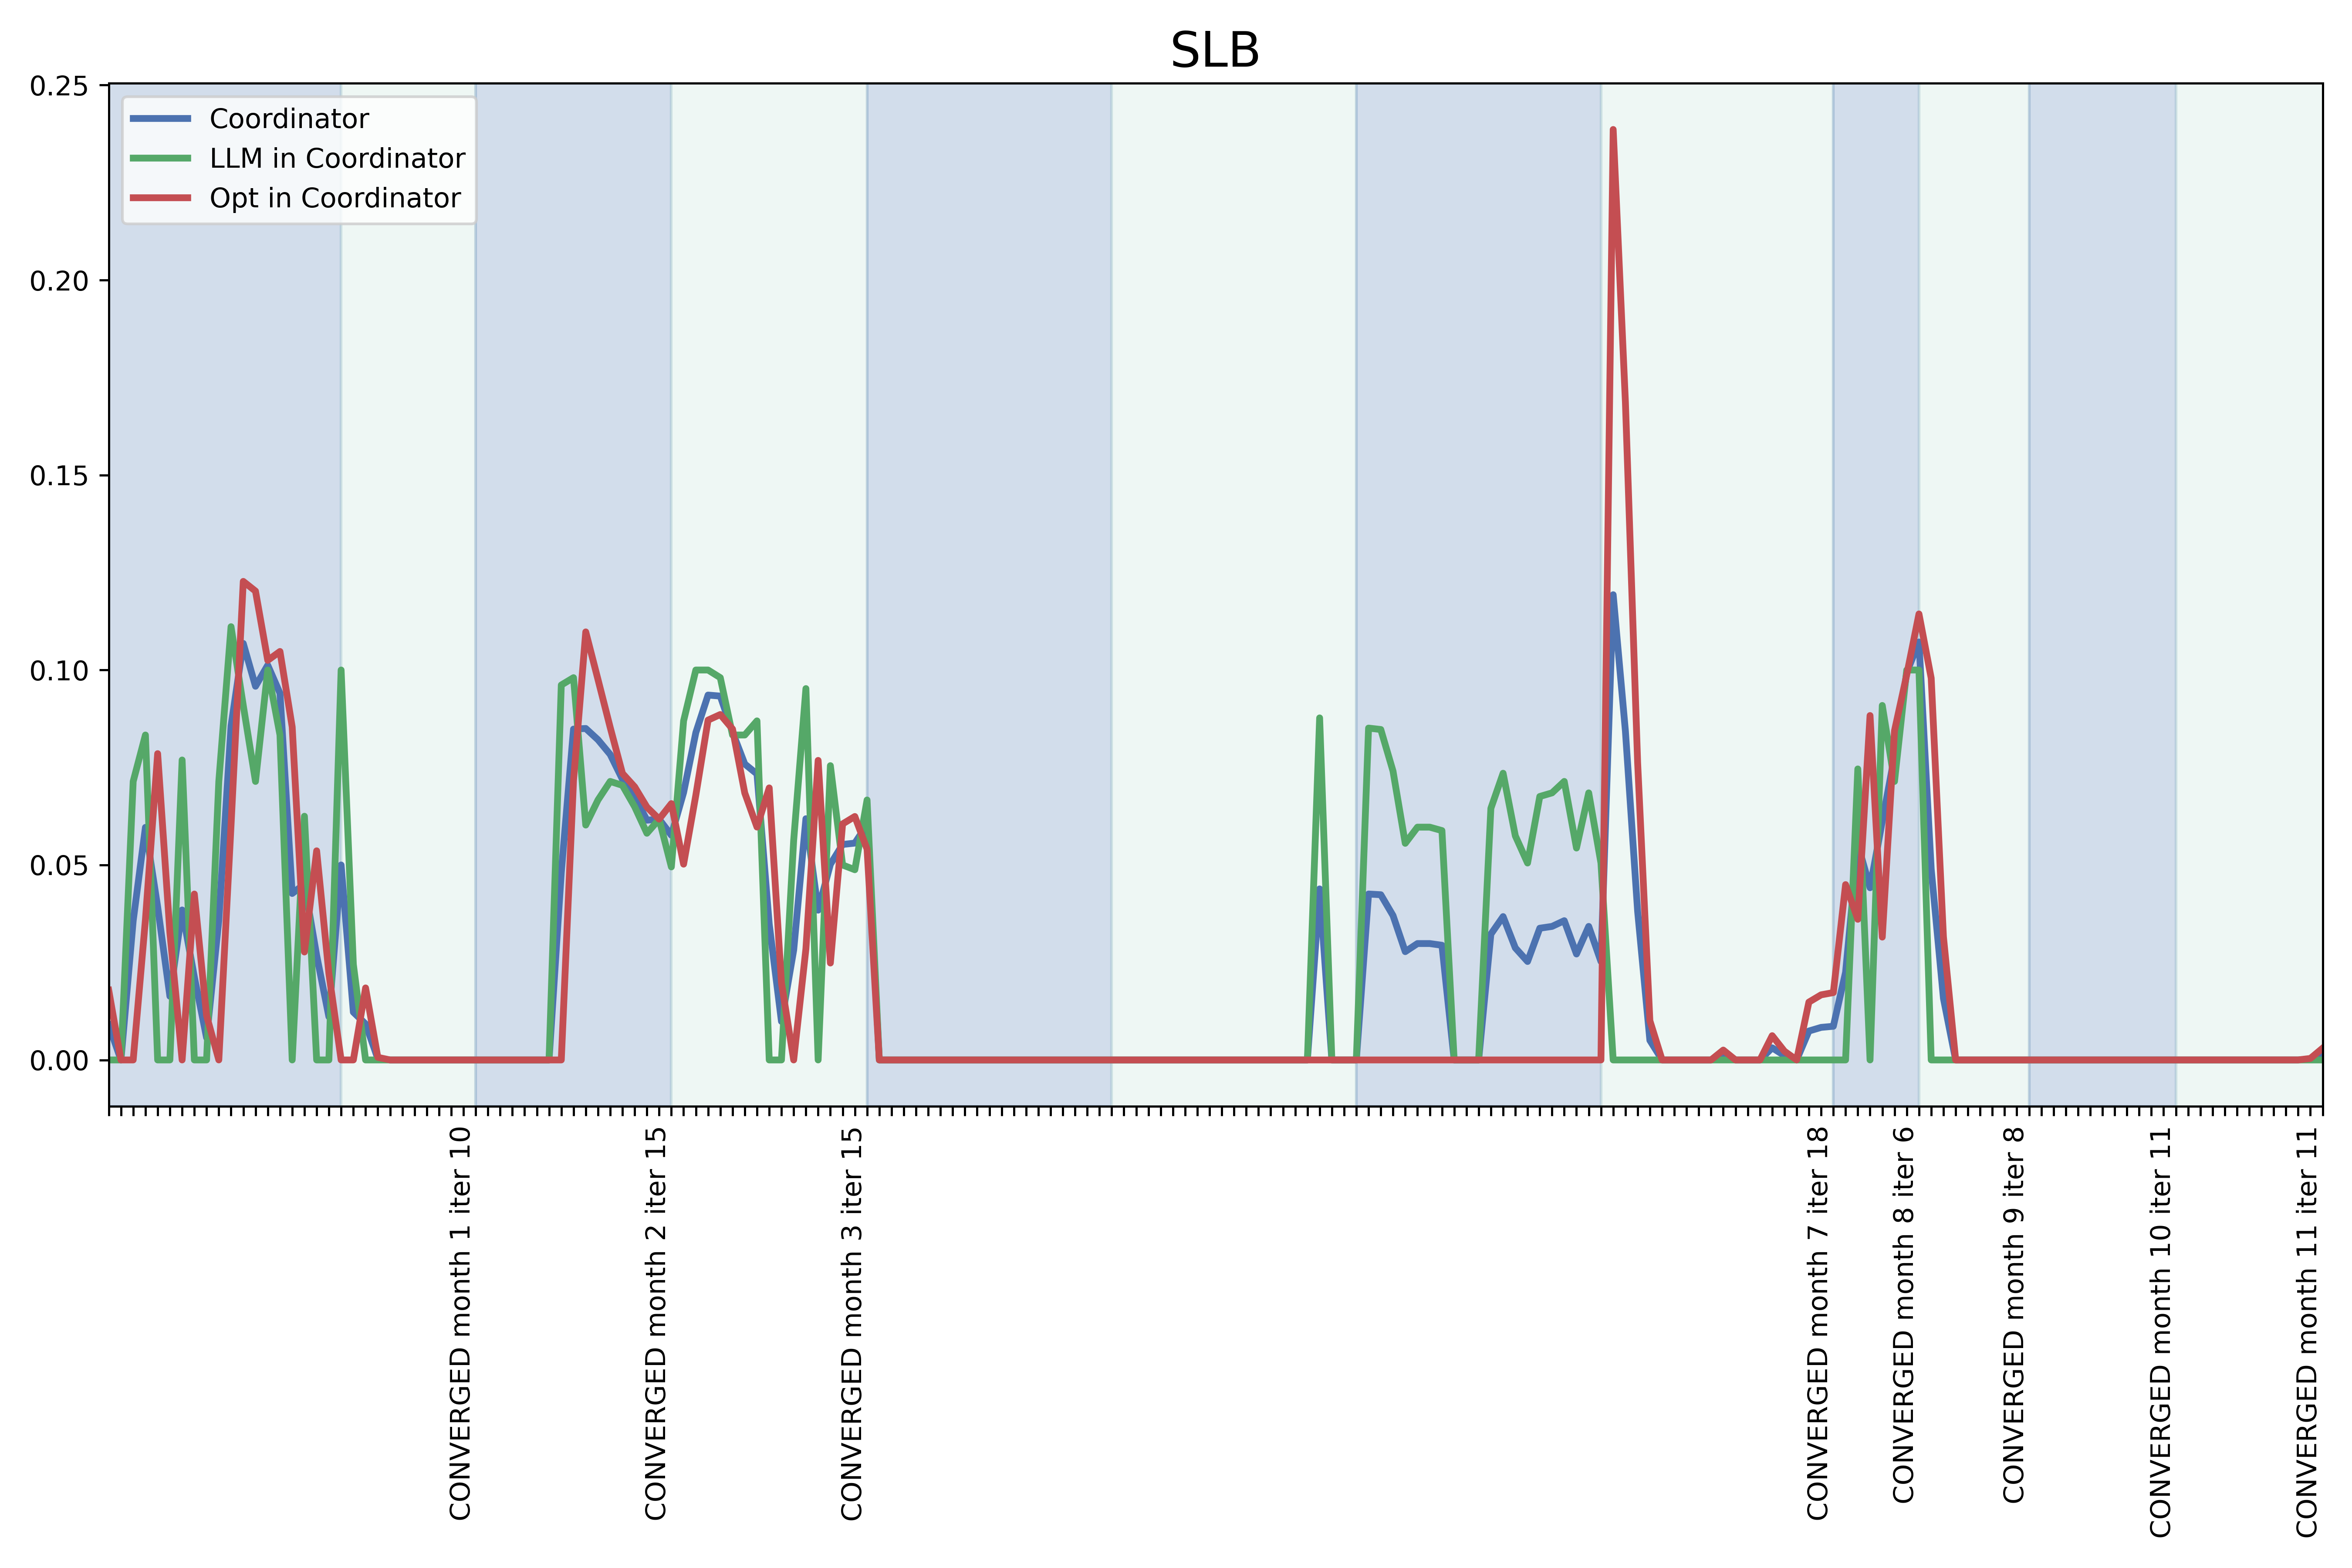 SLB
0.25
0.20
0.15
0.10
0.05
0.00
Coordinator
LLM in Coordinator
Opt in Coordinator
CONVERGED month 1 iter 10
CONVERGED month 2 iter 15
CONVERGED month 3 iter 15
CONVERGED month 7 iter 18
CONVERGED month 8 iter 6
CONVERGED month 9 iter 8
CONVERGED month 10 iter 11
CONVERGED month 11 iter 11